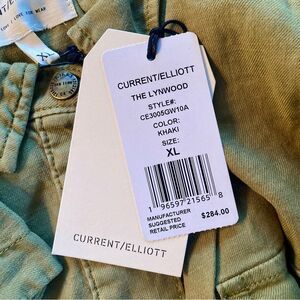 XL
CURRENT/ELLIOTT
THE LYNWOOD
STYLE#:
CE3005GW10A
COLOR:
KHAKI
SIZE:
XL
1 96597 21565 8
MANUFACTURER
SUGGESTED
RETAIL PRICE
$284.00
CURRENT/ELLIOTT